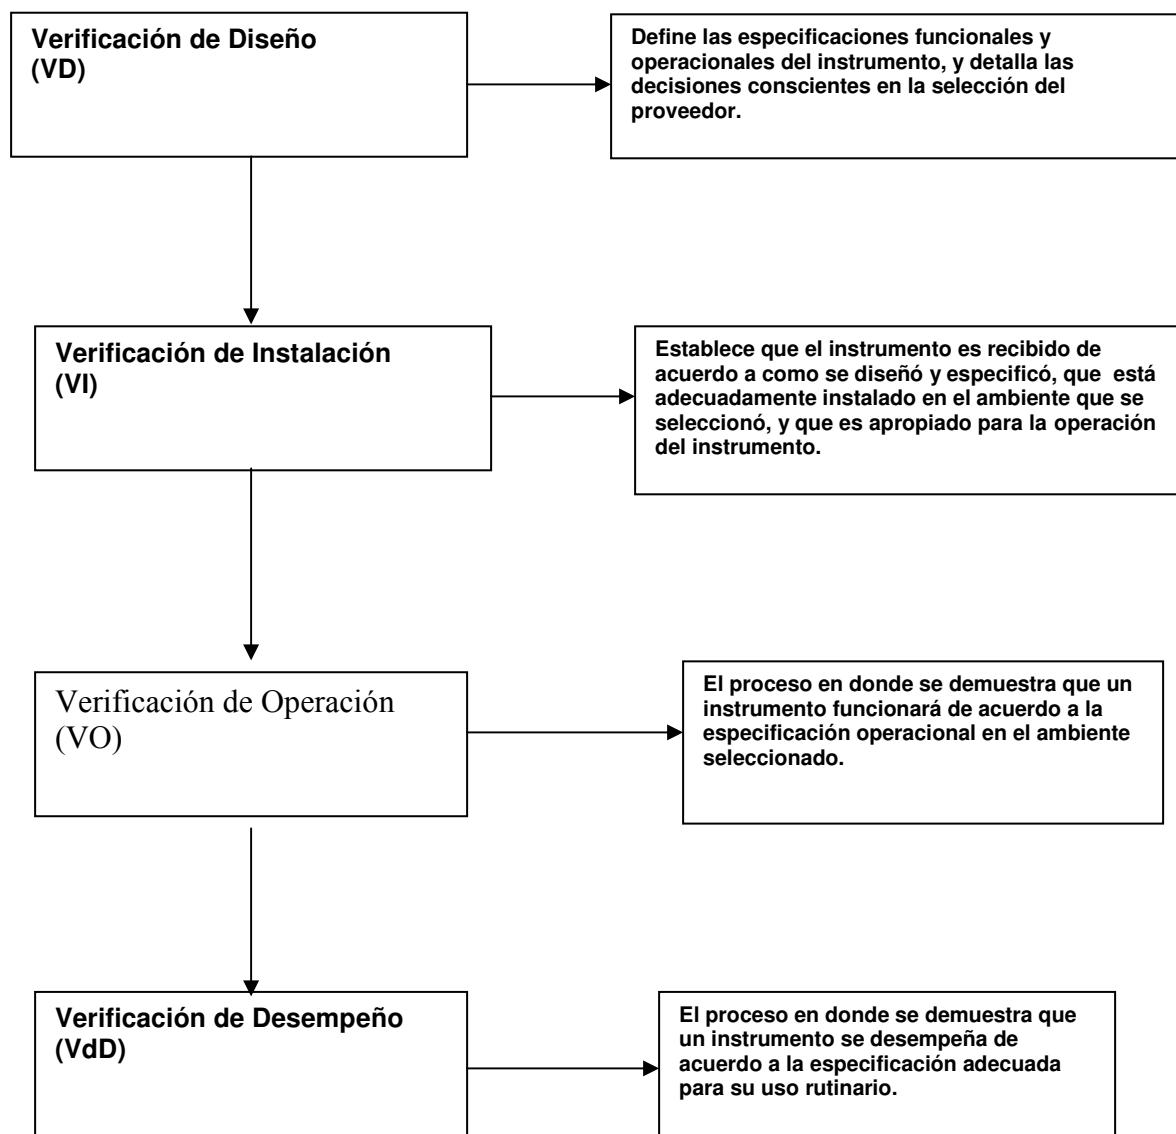 Verificación de Diseño
(VD)
Define las especificaciones funcionales y
operacionales del instrumento, y detalla las
decisiones conscientes en la selección del
proveedor.
Verificación de Instalación
(VI)
Establece que el instrumento es recibido de
acuerdo a como se diseñó y especificó, que está
adecuadamente instalado en el ambiente que se
seleccionó, y que es apropiado para la operación
del instrumento.
Verificación de Operación
(VO)
El proceso en donde se demuestra que un
instrumento funcionará de acuerdo a la
especificación operacional en el ambiente
seleccionado.
Verificación de Desempeño
(VdD)
El proceso en donde se demuestra que
un instrumento se desempeña de
acuerdo a la especificación adecuada
para su uso rutinario.